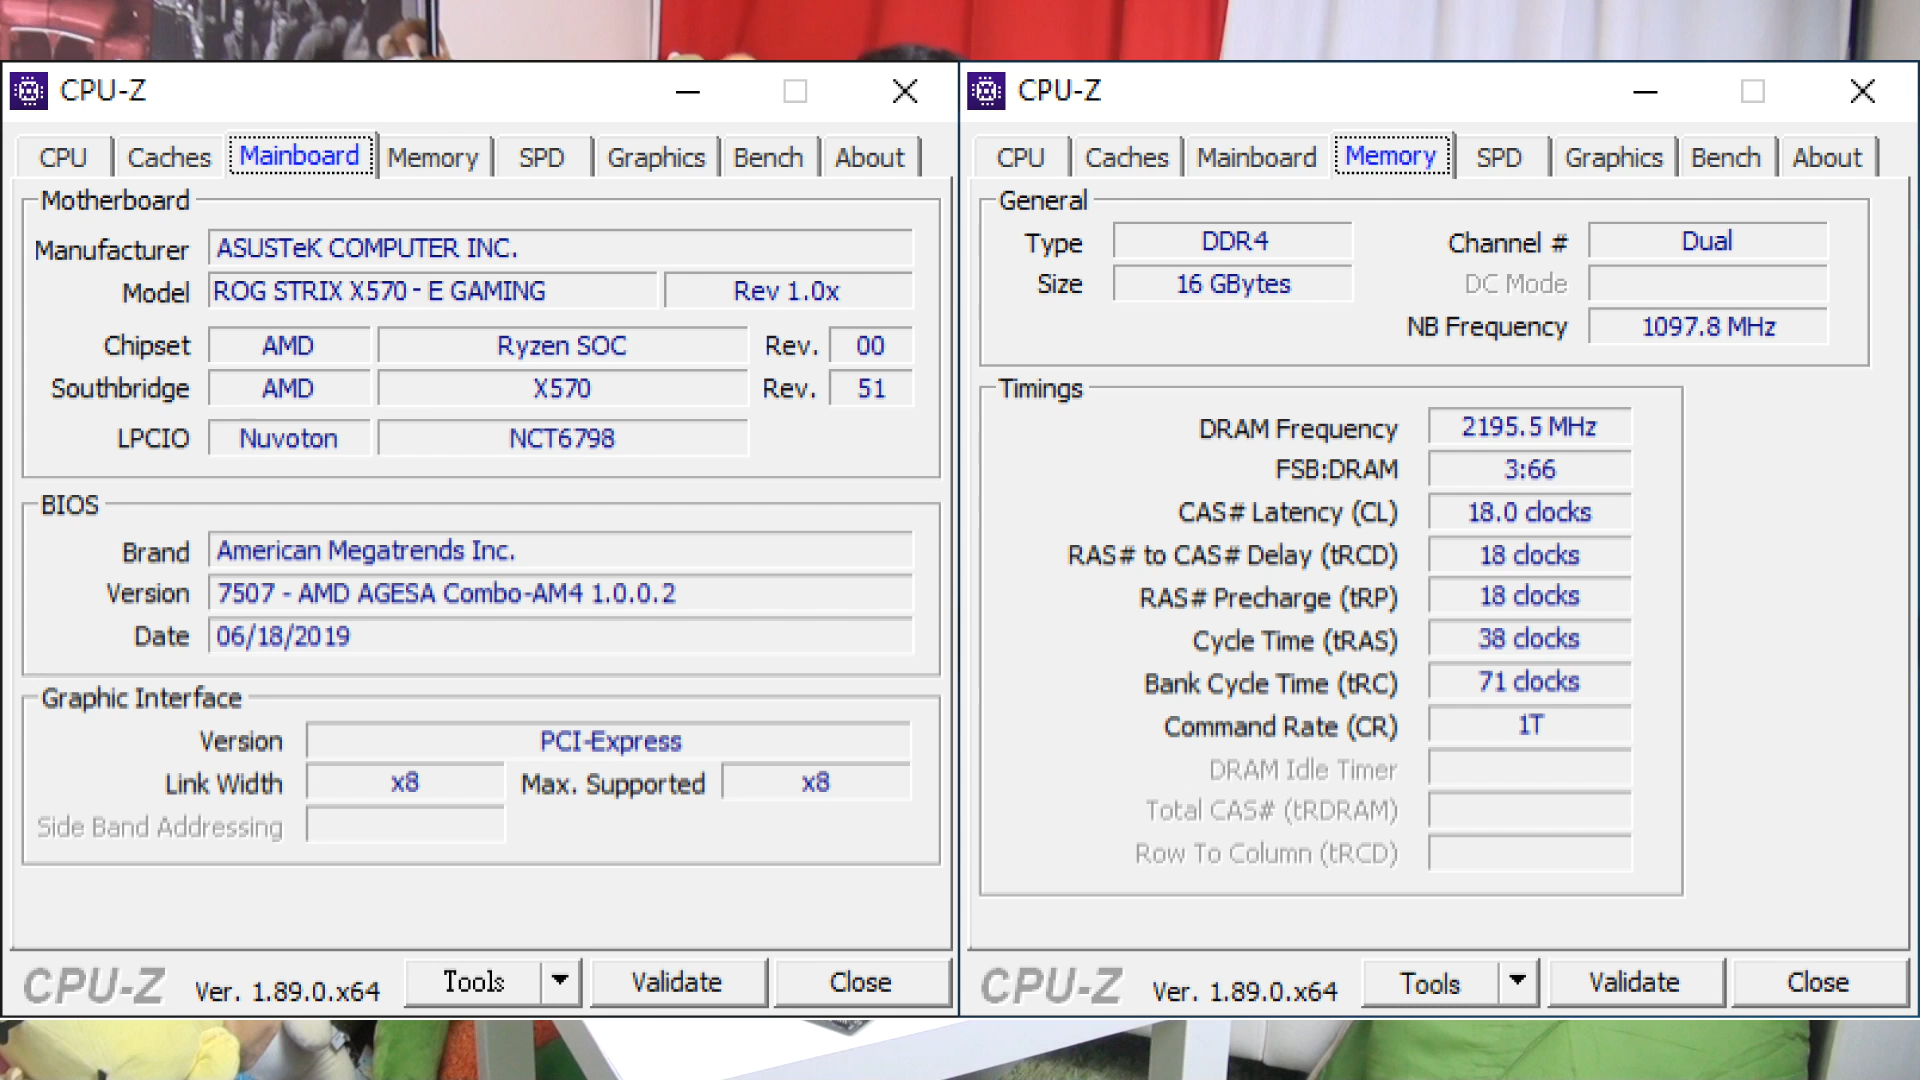 CPU-Z
CPU Caches Mainboard Memory SPD Graphics Bench About
Motherboard
Manufacturer ASUSTeK COMPUTER INC.
Model ROG STRIX X570-E GAMING Rev 1.0x
Chipset AMD Ryzen SOC Rev. 00
Southbridge AMD X570 Rev. 51
LPCIO Nuvoton NCT6798
BIOS
Brand American Megatrends Inc.
Version 7507 - AMD AGESA Combo-AM4 1.0.0.2
Date 06/18/2019
Graphic Interface
Version PCI-Express
Link Width x8 Max. Supported x8
Side Band Addressing
CPU-Z Ver. 1.89.0.x64 Tools Validate Close
CPU-Z
CPU Caches Mainboard Memory SPD Graphics Bench About
General
Type DDR4 Channel # Dual
Size 16 GBytes DC Mode
NB Frequency 1097.8 MHz
Timings
DRAM Frequency 2195.5 MHz
FSB:DRAM 3:66
CAS# Latency (CL) 18.0 clocks
RAS# to CAS# Delay (tRCD) 18 clocks
RAS# Precharge (tRP) 18 clocks
Cycle Time (tRAS) 38 clocks
Bank Cycle Time (tRC) 71 clocks
Command Rate (CR) 1T
DRAM Idle Timer
Total CAS# (tRDRAM)
Row To Column (tRCD)
CPU-Z Ver. 1.89.0.x64 Tools Validate Close